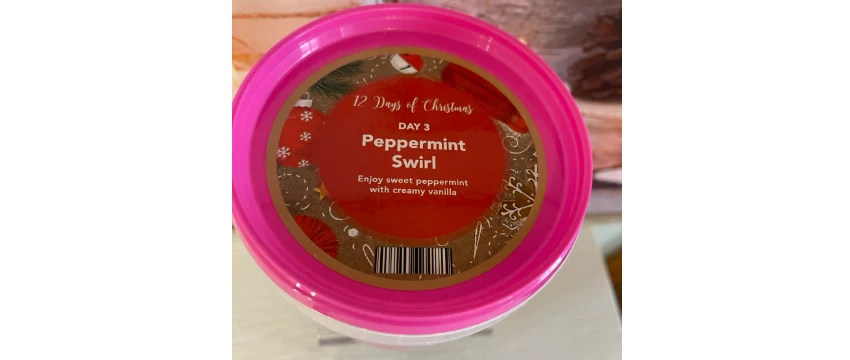 12 Days of Christmas
DAY 3
Peppermint
Swirl
Enjoy sweet peppermint
with creamy vanilla